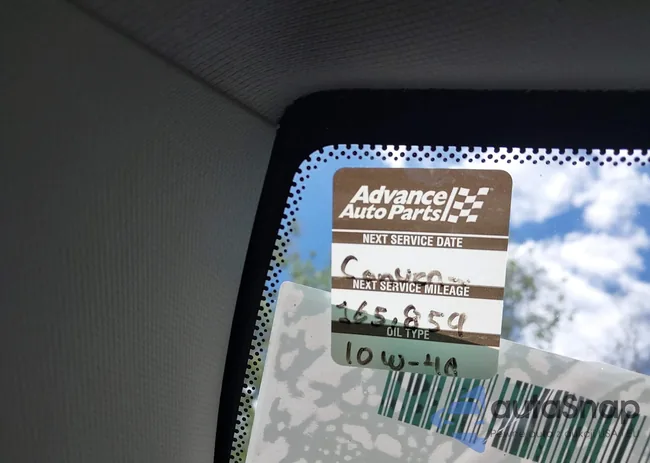 Advance
Auto Parts
NEXT SERVICE DATE
NEXT SERVICE MILEAGE
165,859
OIL TYPE
10W-40
autoSnap